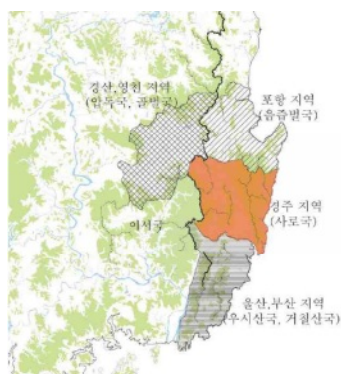 경산,영천 지역
(압독국, 골벌국)
포항 지역
(음즙벌국)
경주 지역
(사로국)
이서국
울산,부산 지역
(우시산국, 거칠산국)